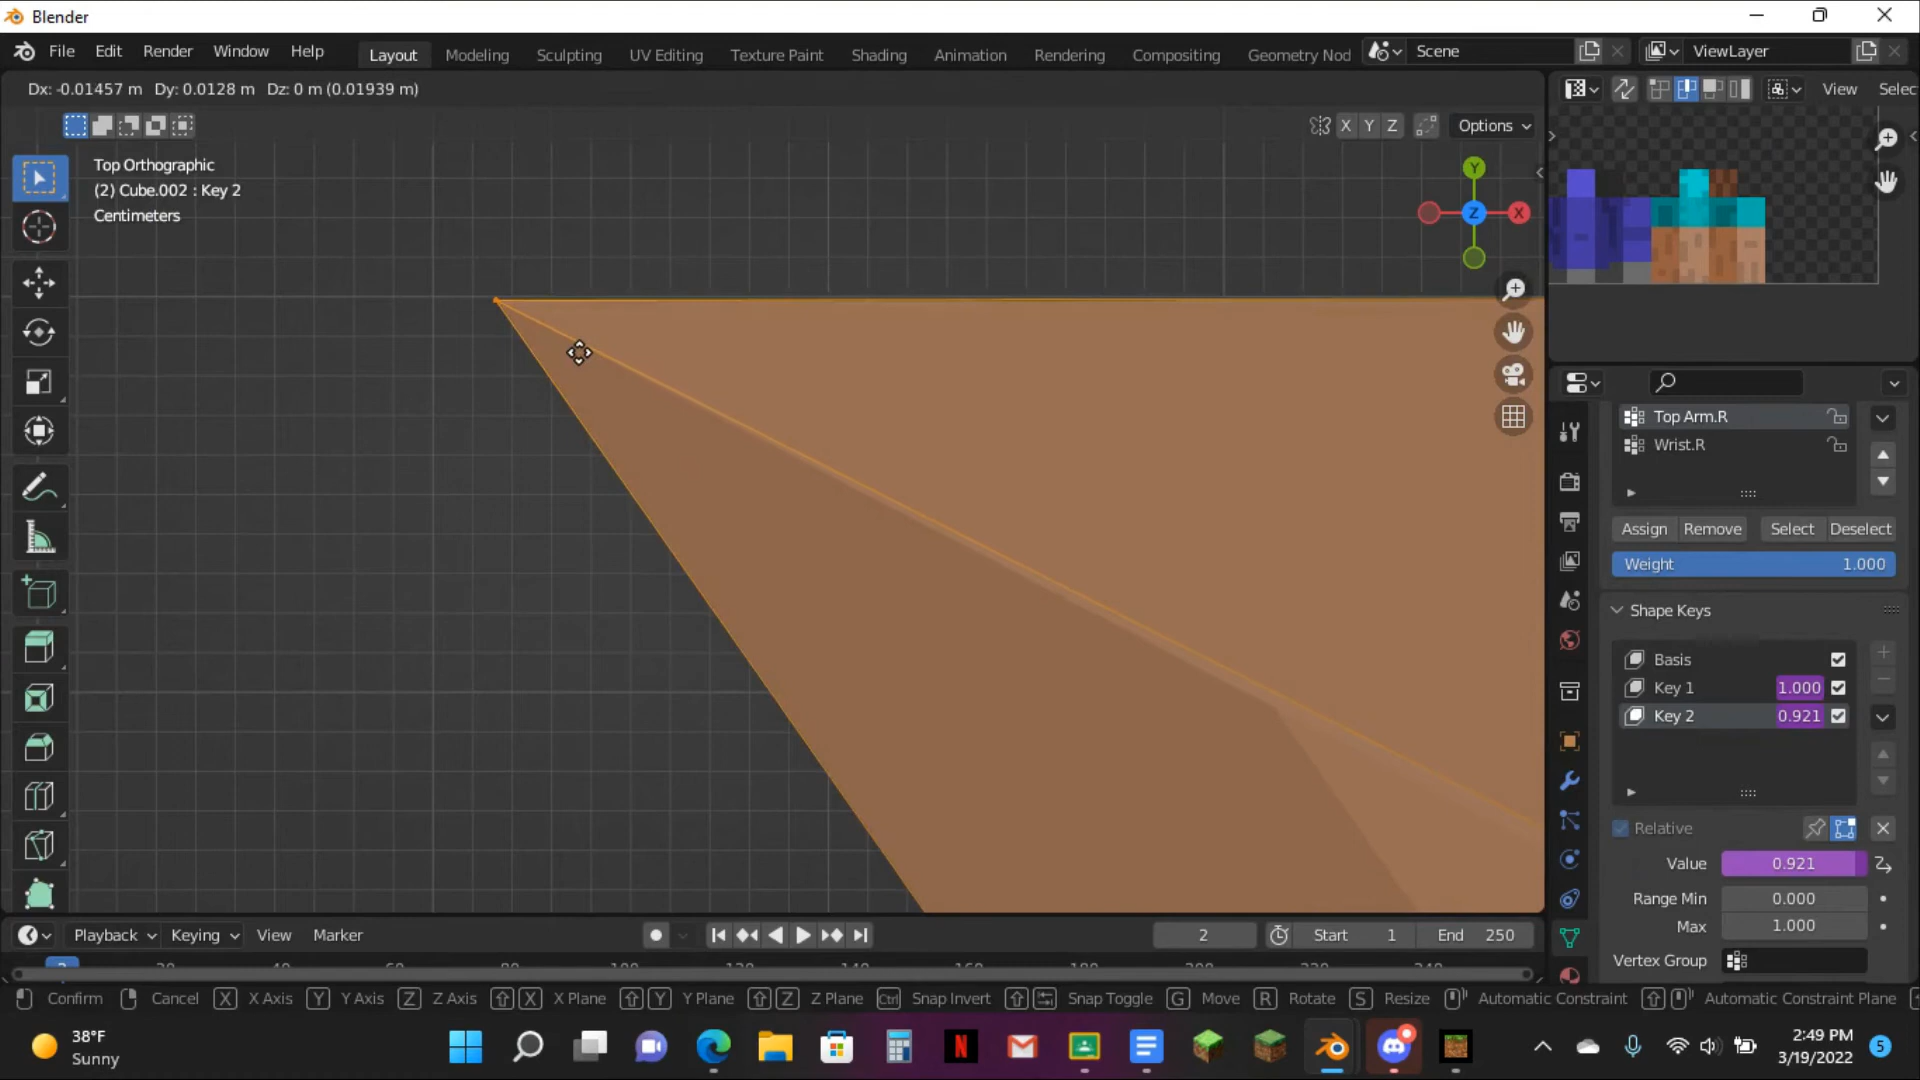 Blender
File Edit Render Window Help Layout Modeling Sculpting UV Editing Texture Paint Shading Animation Rendering Compositing Geometry Nod Scene ViewLayer
Dx: -0.01457 m Dy: 0.0128 m Dz: 0 m (0.01939 m) View Selec
X Y Z Options
Top Orthographic
(2) Cube.002 : Key 2
Centimeters
Y
Z X
Top Arm.R
Wrist.R
Assign Remove Select Deselect
Weight 1.000
Shape Keys
Basis
Key 1 1.000
Key 2 0.921
Relative
Value 0.921
Range Min 0.000
Max 1.000
Vertex Group
Playback Keying View Marker 2 Start 1 End 250
Confirm Cancel X X Axis Y Y Axis Z Z Axis X X Plane Y Y Plane Z Z Plane Ctrl Snap Invert Snap Toggle G Move R Rotate S Resize Automatic Constraint Automatic Constraint Plane
38°F
Sunny
2:49 PM
3/19/2022 5